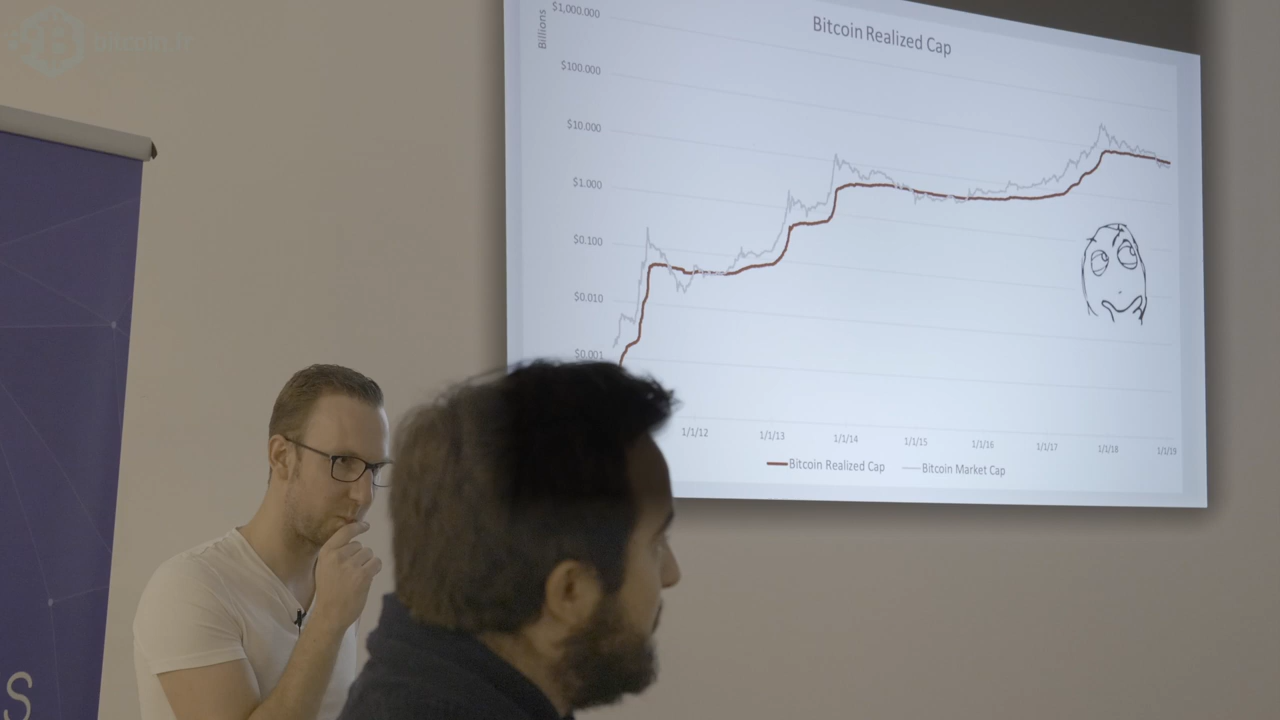 Bitcoin Realized Cap
Billions
$1,000.000
$100.000
$10.000
$1.000
$0.100
$0.010
$0.001
1/1/12 1/1/13 1/1/14 1/1/15 1/1/16 1/1/17 1/1/18 1/1/19
Bitcoin Realized Cap Bitcoin Market Cap
S